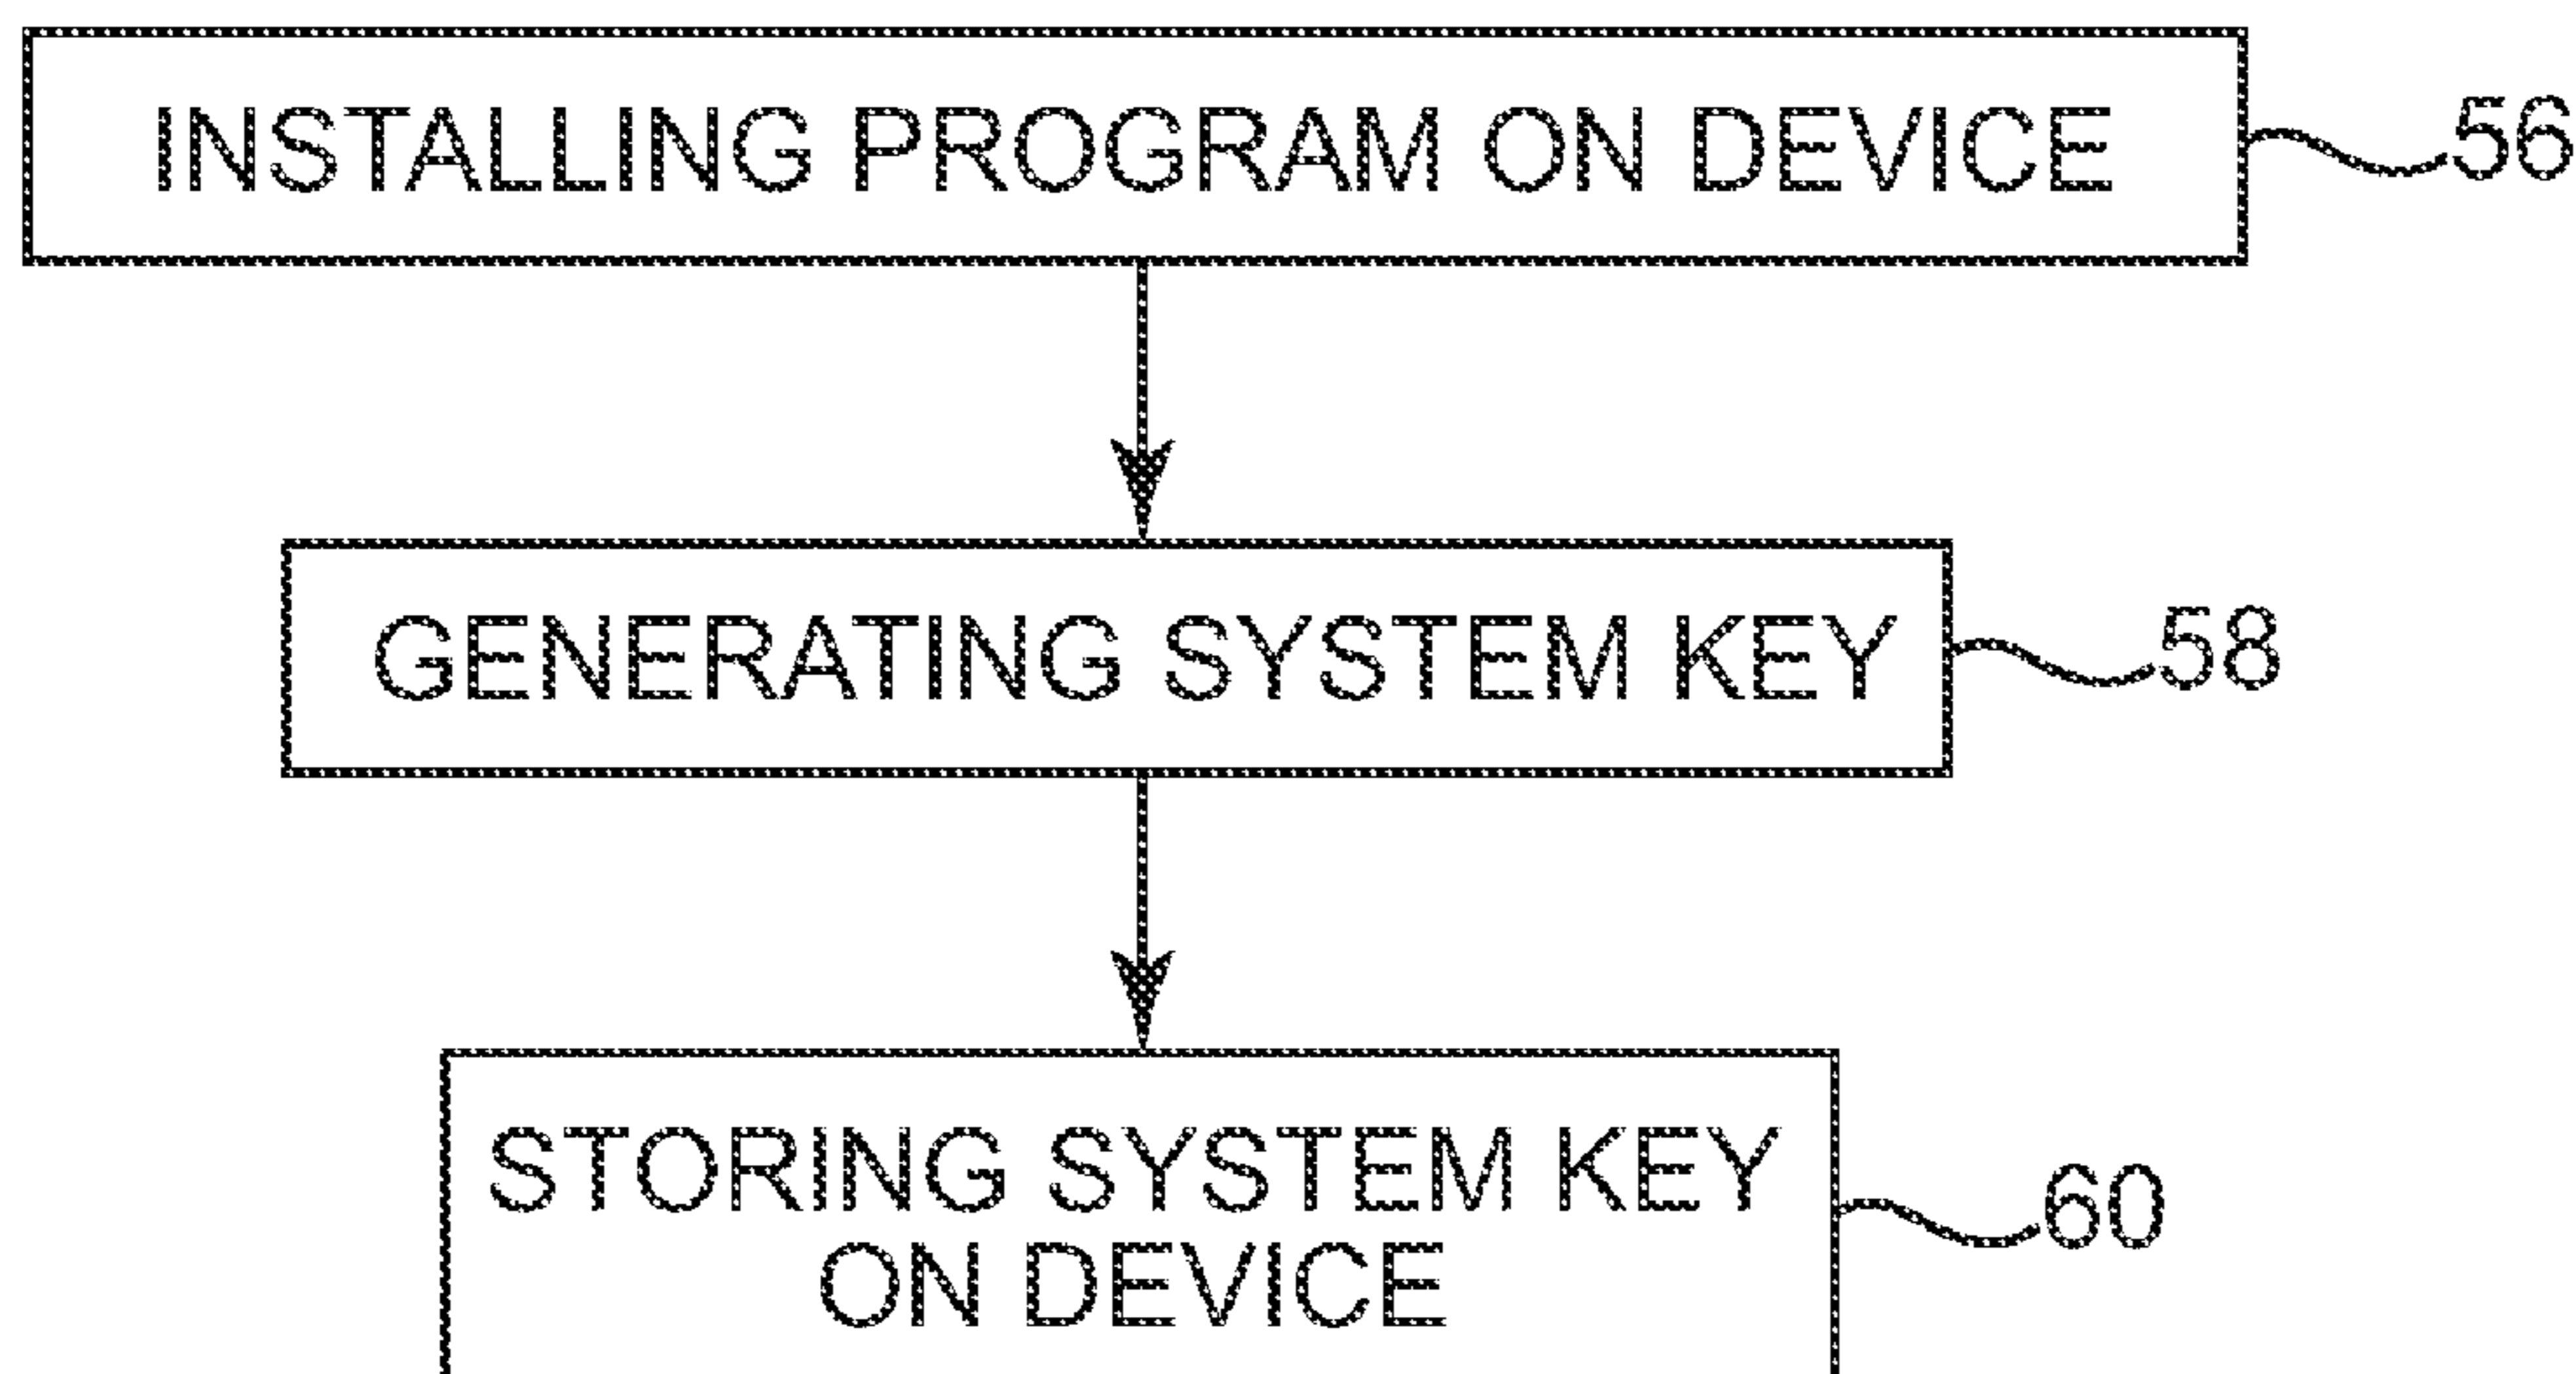 INSTALLING PROGRAM ON DEVICE
56
GENERATING SYSTEM KEY
58
STORING SYSTEM KEY
ON DEVICE
60